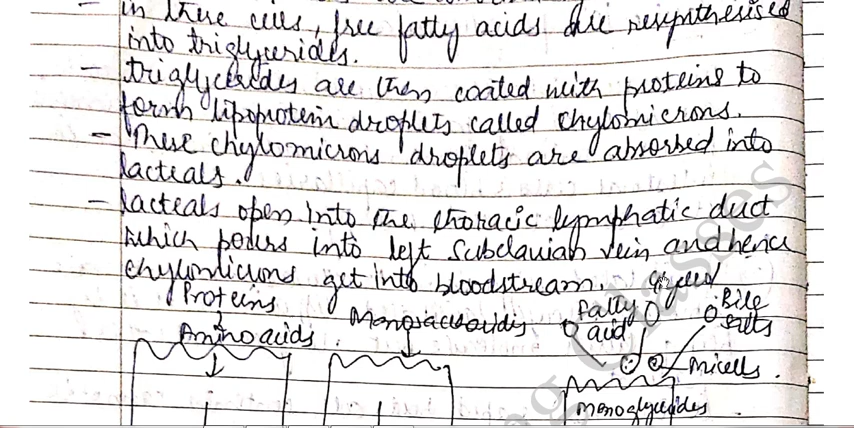 - in these cells, free fatty acids are resynthesised
into triglycerides.
- triglycerides are then coated with proteins to
form lipoprotein droplets called chylomicrons.
- These chylomicrons droplets are absorbed into
lacteals.
- lacteals open into the thoracic lymphatic duct
which pours into left subclavian vein and hence
chylomicrons get into bloodstream.
Proteins
Amino acids
Monosaccharides
fatty
acid
Bile
salts
micells.
monoglycerides
ng Classes